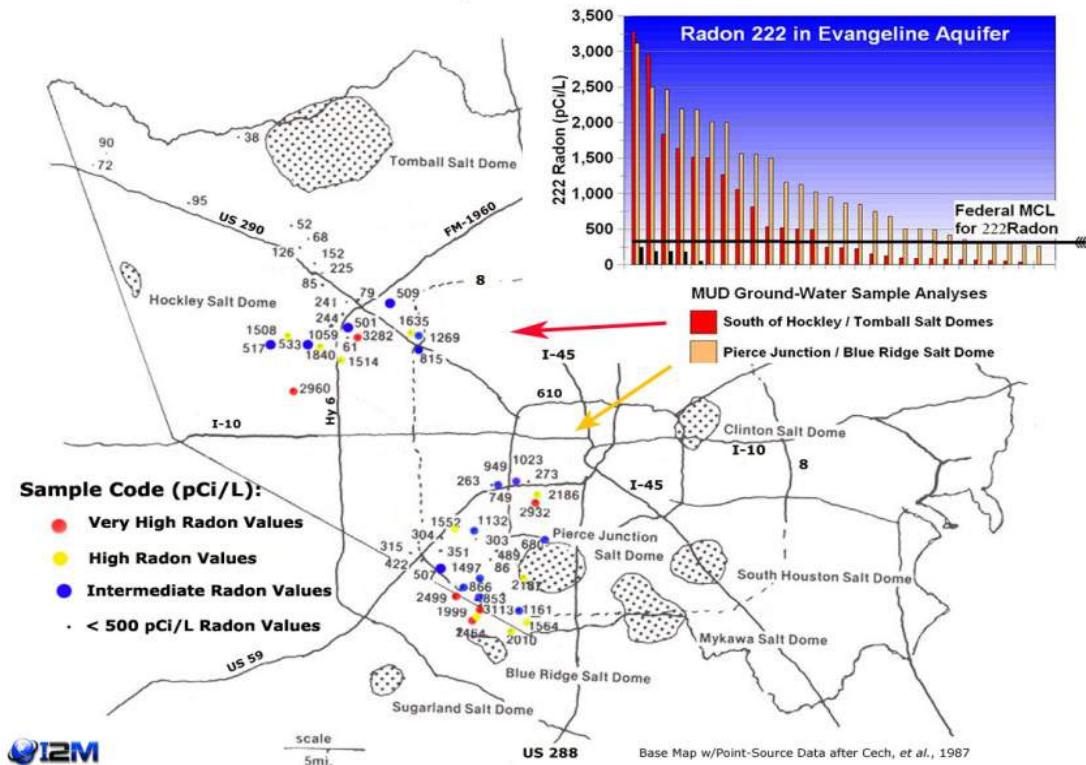 Radon 222 in Evangeline Aquifer
222 Radon (pCi/L)
3,500
3,000
2,500
2,000
1,500
1,000
500
0
Federal MCL
for 222Radon
MUD Ground-Water Sample Analyses
South of Hockley / Tomball Salt Domes
Pierce Junction / Blue Ridge Salt Dome
38
90
72
Tomball Salt Dome
95
US 290
FM-1960
52
68
126
152
225
85
8
Hockley Salt Dome
241
79
509
244
501
1508
1059
3282
1635
1269
517
533
61
1840
1514
815
2960
Hy 6
I-45
610
I-10
Clinton Salt Dome
I-10
8
I-45
Sample Code (pCi/L):
Very High Radon Values
High Radon Values
Intermediate Radon Values
< 500 pCi/L Radon Values
949
1023
263
273
749
2186
2932
1552
1132
304
303
680
Pierce Junction
Salt Dome
315
351
489
422
1497
86
507
2187
South Houston Salt Dome
866
2499
853
1999
3113
1161
1564
2464
2010
Mykawa Salt Dome
US 59
Blue Ridge Salt Dome
Sugarland Salt Dome
I2M
scale
5mi.
US 288
Base Map w/Point-Source Data after Cech, et al., 1987